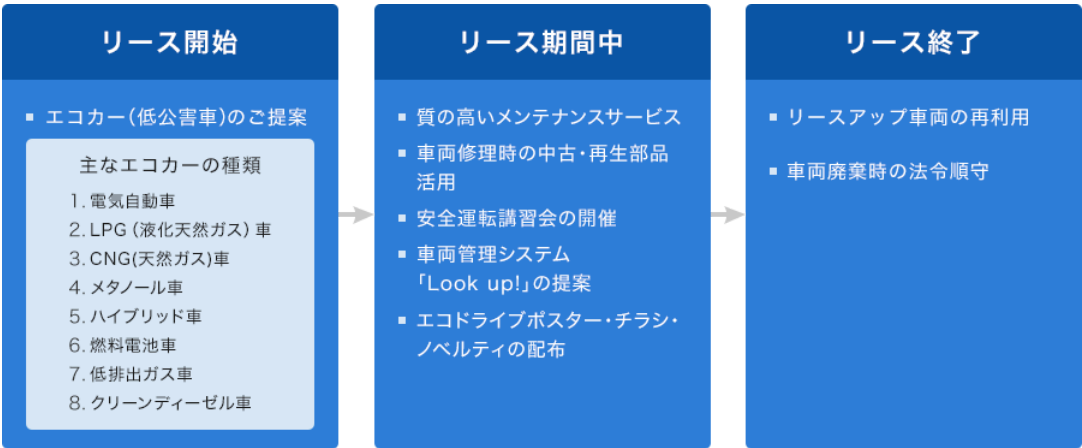 リース開始
▪ エコカー(低公害車)のご提案
主なエコカーの種類
1. 電気自動車
2. LPG（液化天然ガス）車
3. CNG(天然ガス)車
4. メタノール車
5. ハイブリッド車
6. 燃料電池車
7. 低排出ガス車
8. クリーンディーゼル車
リース期間中
▪ 質の高いメンテナンスサービス
▪ 車両修理時の中古・再生部品
活用
▪ 安全運転講習会の開催
▪ 車両管理システム
「Look up!」の提案
▪ エコドライブポスター・チラシ・
ノベルティの配布
リース終了
▪ リースアップ車両の再利用
▪ 車両廃棄時の法令順守